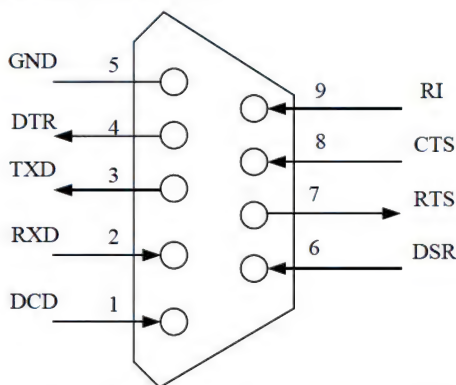 GND 5
9 RI
DTR 4
8 CTS
TXD 3
7 RTS
RXD 2
6 DSR
DCD 1